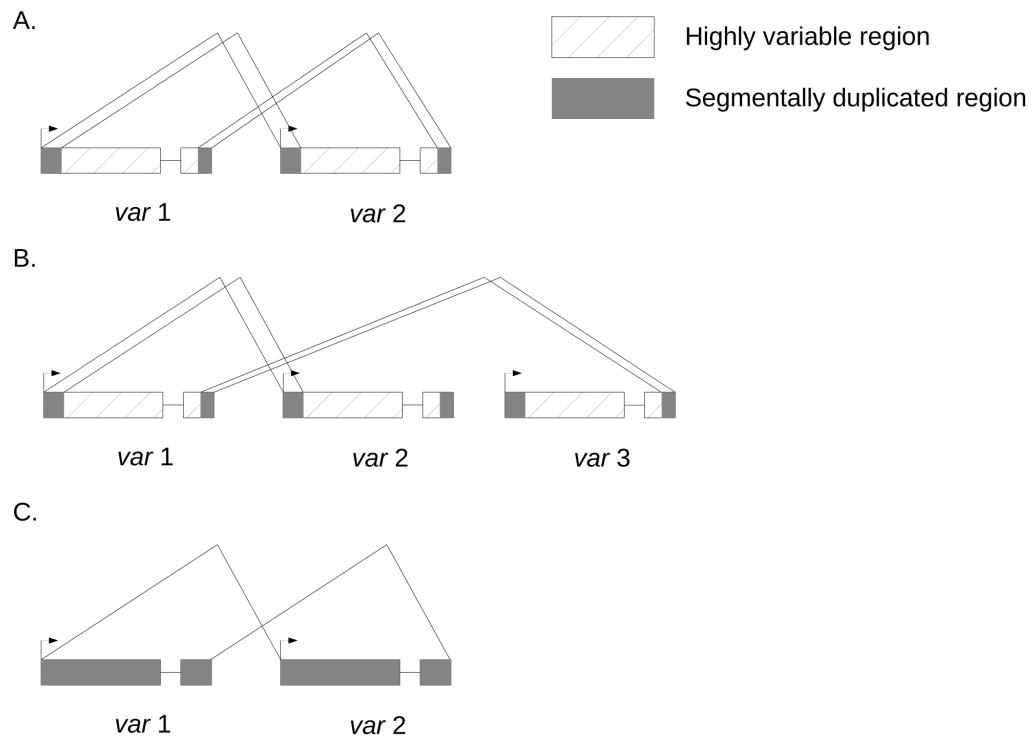 A.
Highly variable region
Segmentally duplicated region
var 1 var 2
B.
var 1 var 2 var 3
C.
var 1 var 2